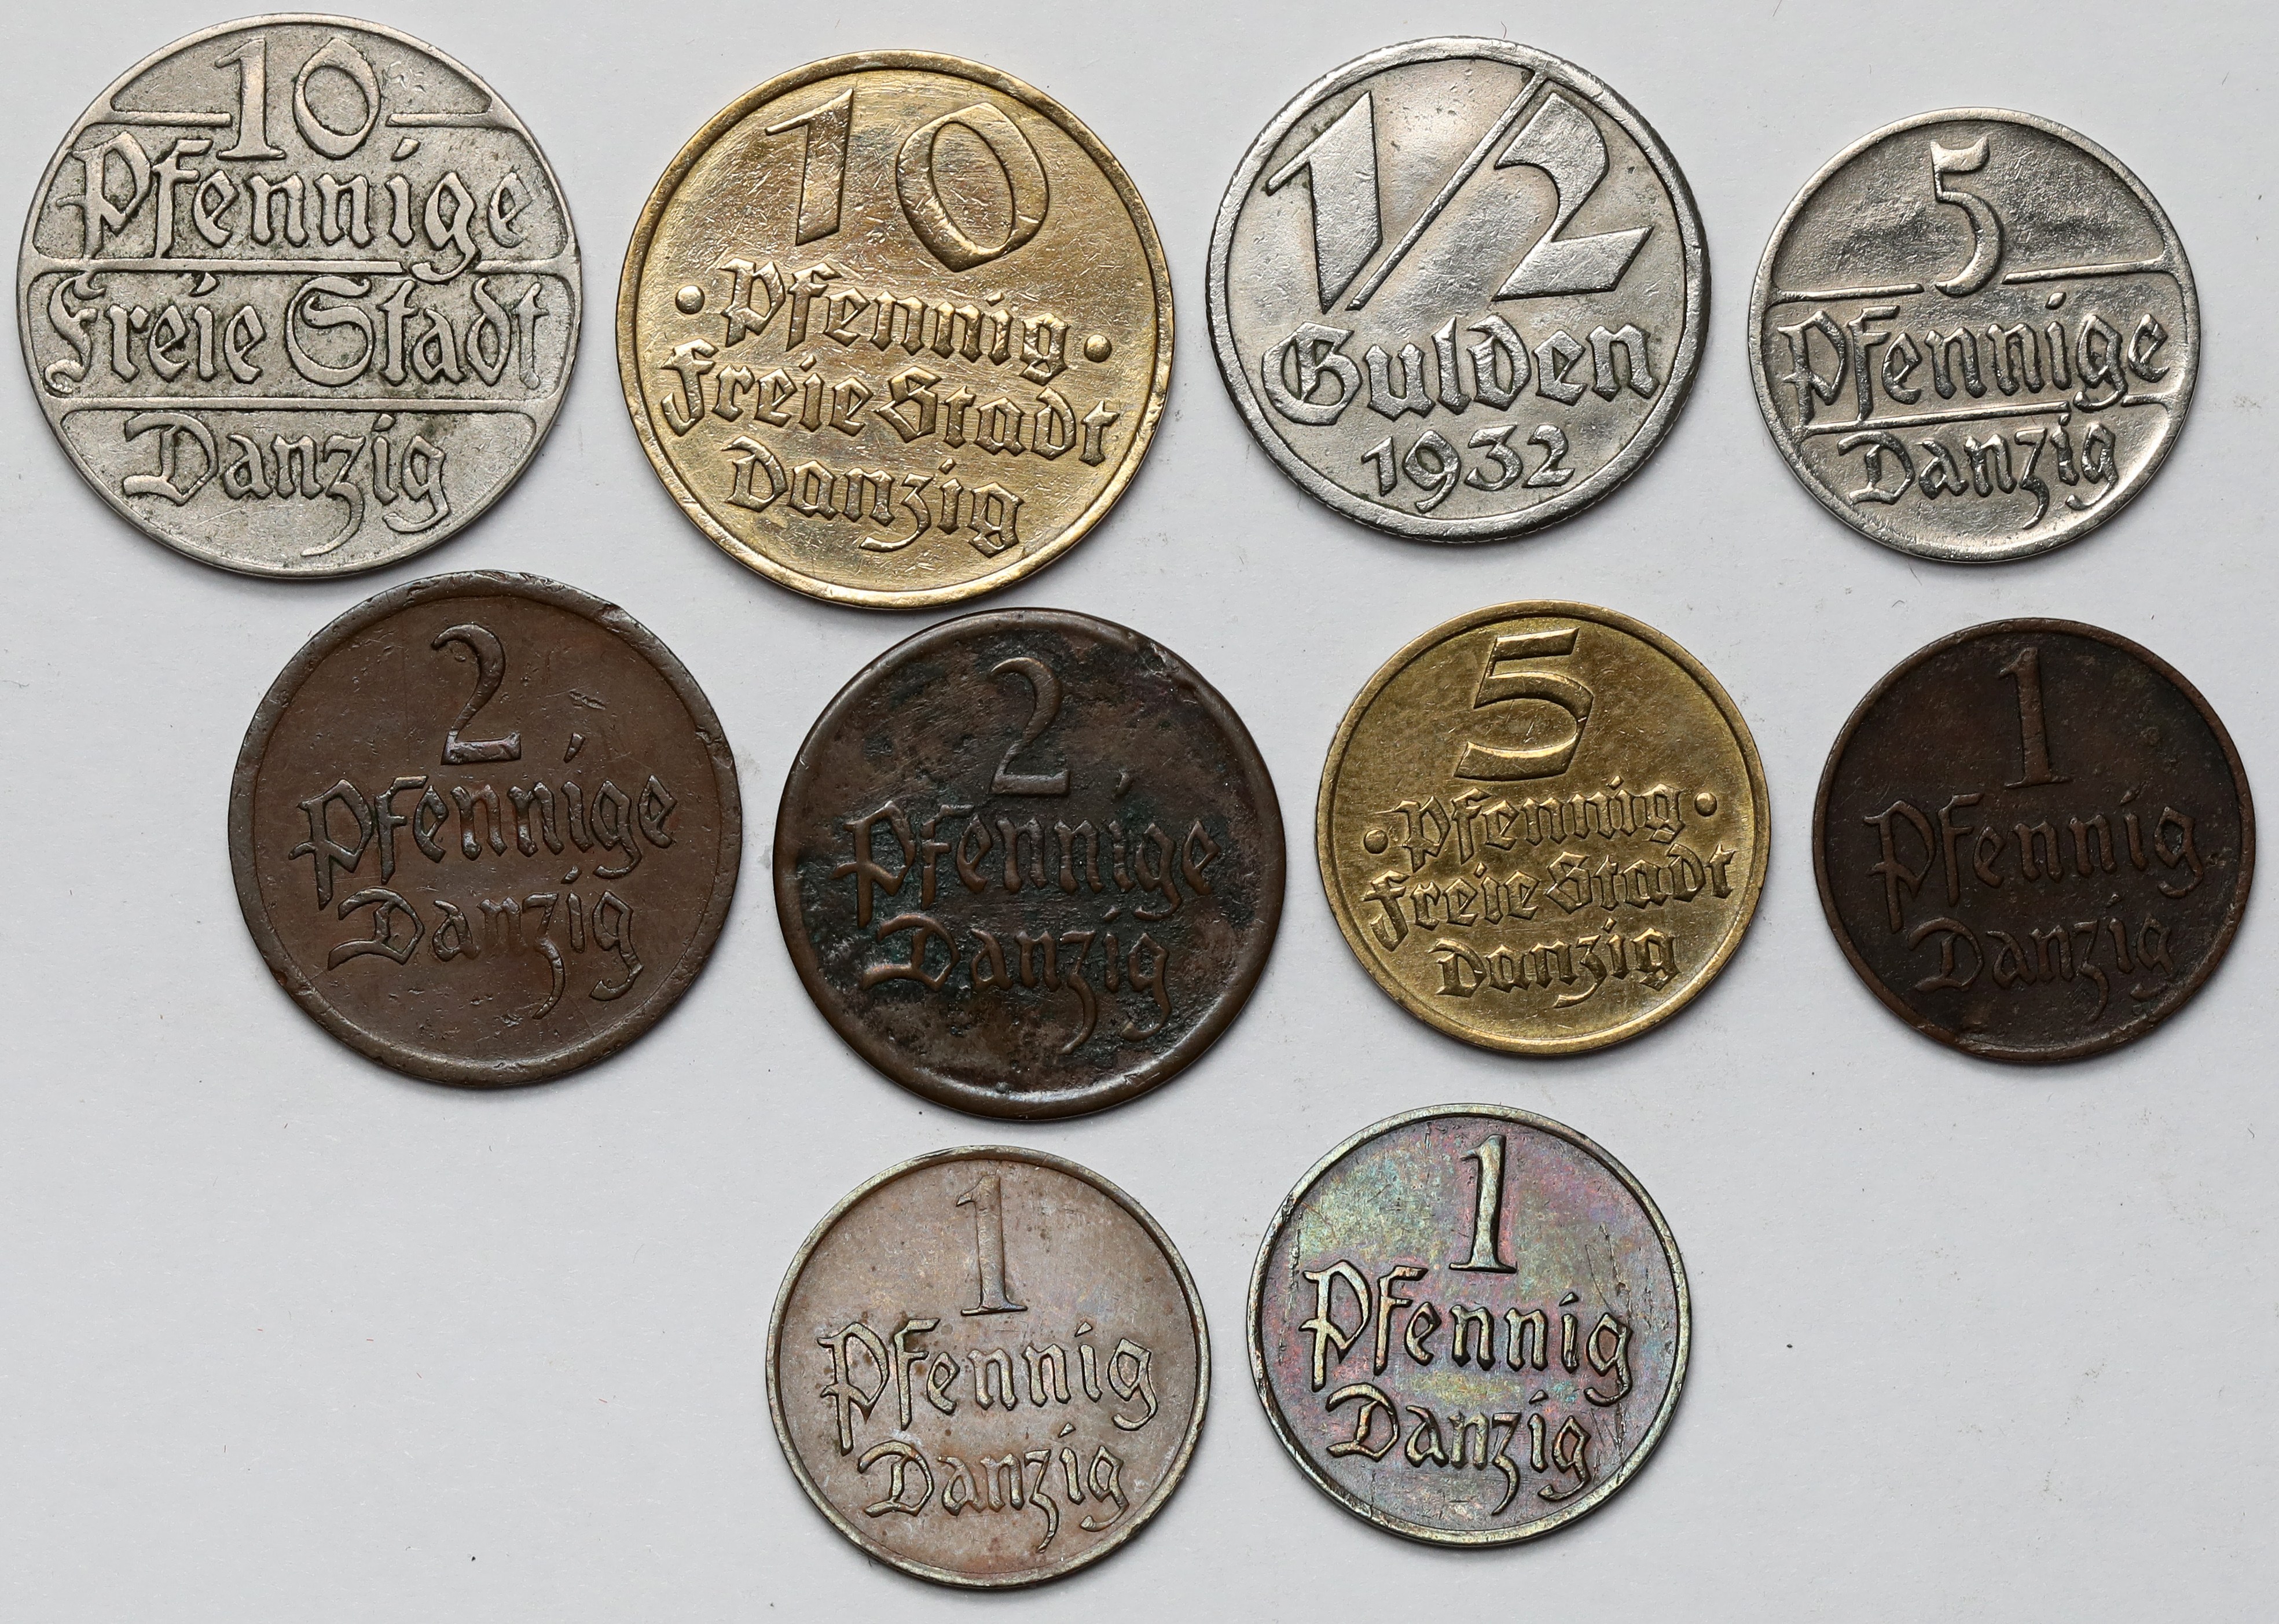 10
Pfennige
Freie Stadt
Danzig
10
Pfennig
Freie Stadt
Danzig
1/2
Gulden
1932
5
Pfennige
Danzig
2
Pfennige
Danzig
2
Pfennige
Danzig
5
Pfennig
Freie Stadt
Danzig
1
Pfennig
Danzig
1
Pfennig
Danzig
1
Pfennig
Danzig